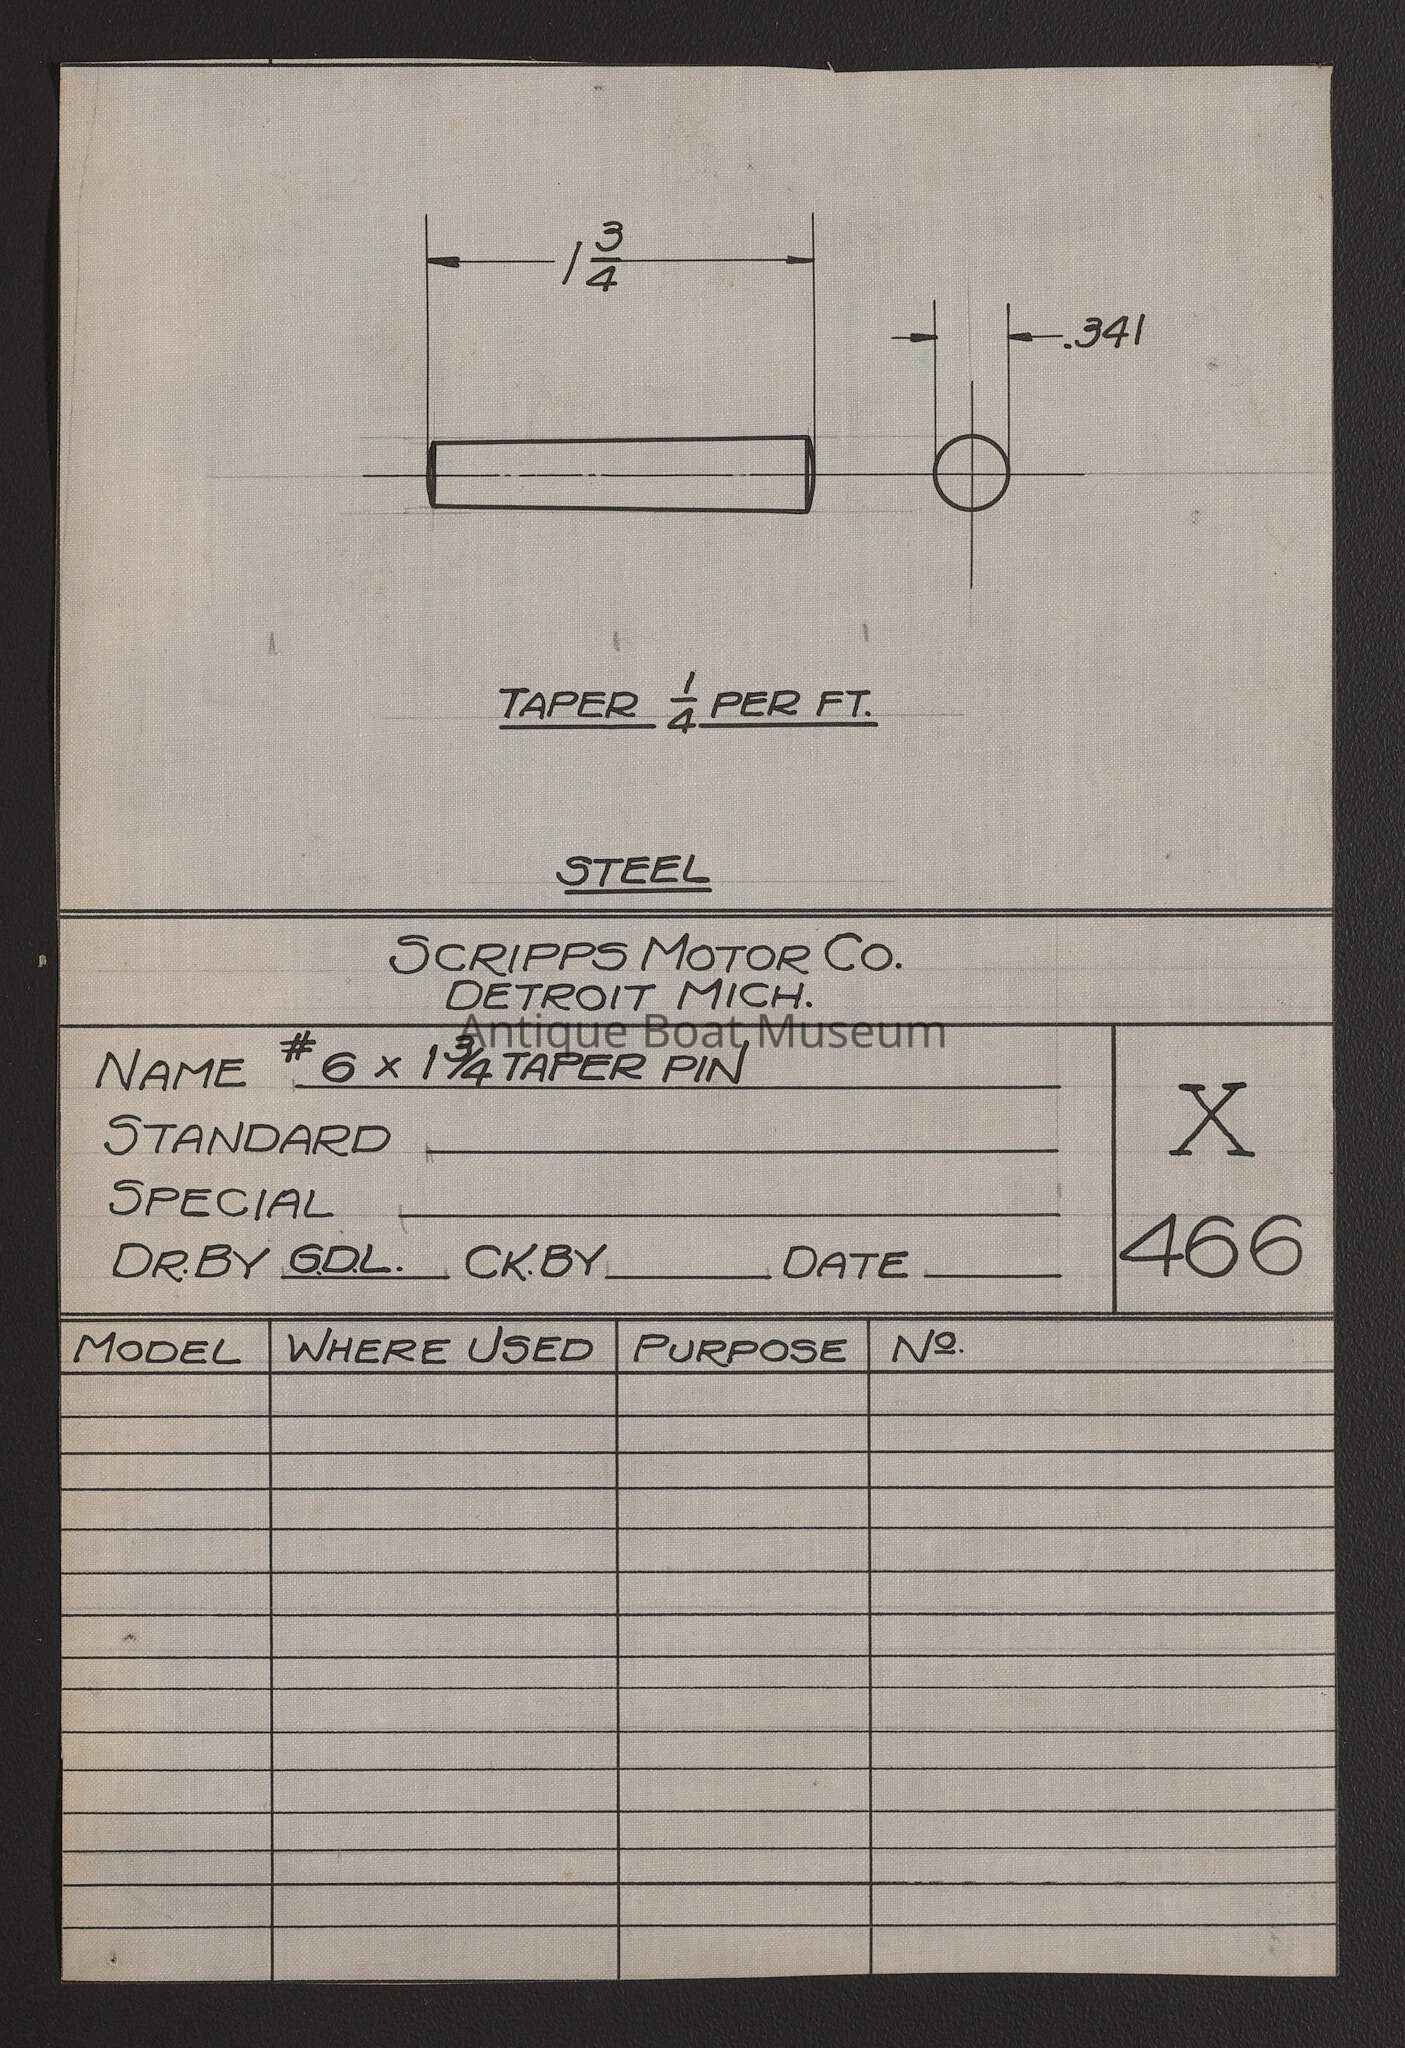 1 3/4
.341
TAPER 1/4 PER FT.
STEEL
SCRIPPS MOTOR CO.
DETROIT MICH.
Antique Boat Museum
NAME #6 x 1 3/4 TAPER PIN
STANDARD
SPECIAL
DR.BY G.D.L. CK.BY DATE
X
466
MODEL WHERE USED PURPOSE Nº.